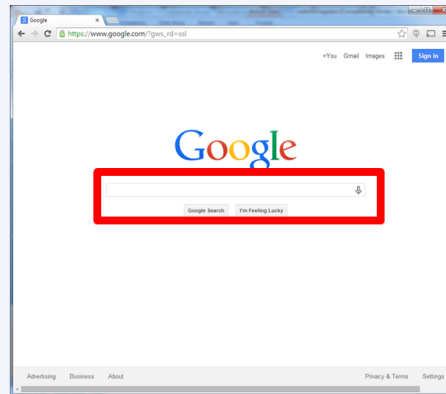 Google
https://www.google.com/?gws_rd=ssl
+You Gmail Images Sign in
Google
Google Search I'm Feeling Lucky
Advertising Business About Privacy & Terms Settings